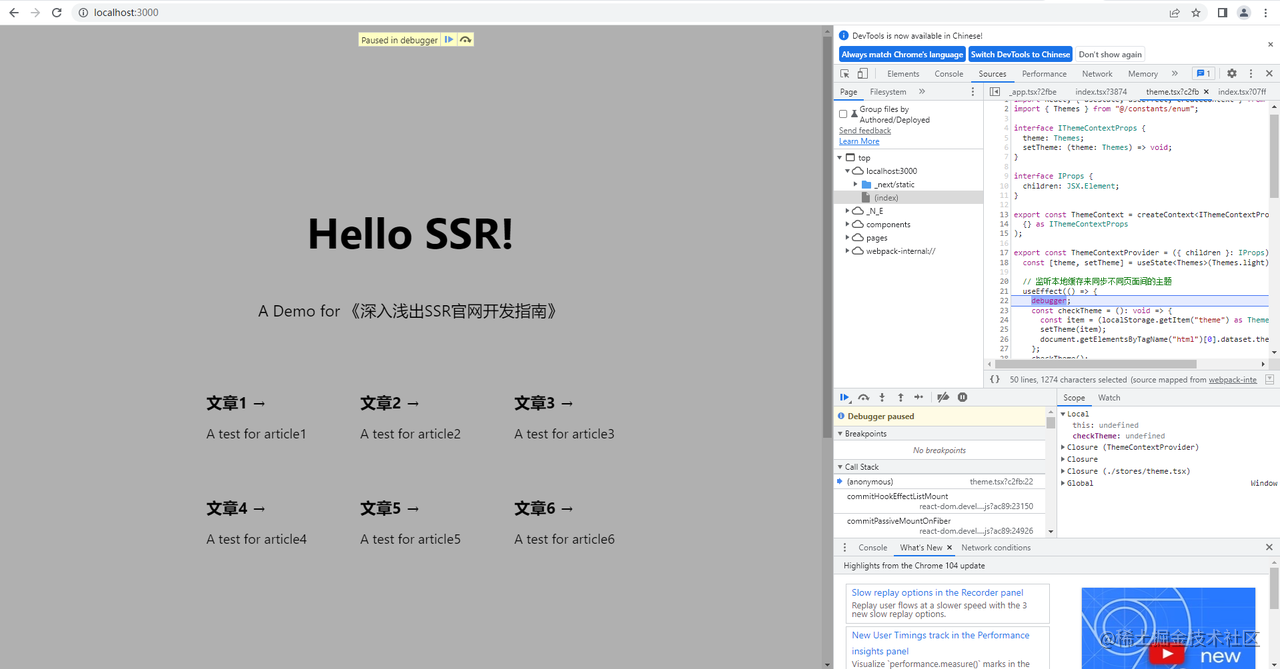 localhost:3000
Paused in debugger
Hello SSR!
A Demo for 《深入浅出SSR官网开发指南》
文章1 →
文章2 →
文章3 →
A test for article1
A test for article2
A test for article3
文章4 →
文章5 →
文章6 →
A test for article4
A test for article5
A test for article6
DevTools is now available in Chinese!
Always match Chrome's language
Switch DevTools to Chinese
Don't show again
Elements
Console
Sources
Performance
Network
Memory
1
Page
Filesystem
_app.tsx?2fbe
index.tsx?3874
theme.tsx?c2fb
index.tsx?07ff
Group files by
Authored/Deployed
Send feedback
Learn More
top
localhost:3000
_next/static
(index)
_N_E
components
pages
webpack-internal://
2 import { Themes } from "@/constants/enum";
3
4 interface IThemeContextProps {
5 theme: Themes;
6 setTheme: (theme: Themes) => void;
7 }
8
9 interface IProps {
10 children: JSX.Element;
11 }
12
13 export const ThemeContext = createContext<IThemeContextPro
14 {} as IThemeContextProps
15 );
16
17 export const ThemeContextProvider = ({ children }: IProps)
18 const [theme, setTheme] = useState<Themes>(Themes.light)
19
20 // 监听本地缓存来同步不同页面间的主题
21 useEffect(() => {
22 debugger;
23 const checkTheme = (): void => {
24 const item = (localStorage.getItem("theme") as Theme
25 setTheme(item);
26 document.getElementsByTagName("html")[0].dataset.the
27 };
28 checkTheme();
{} 50 lines, 1274 characters selected (source mapped from webpack-inte
Debugger paused
Breakpoints
No breakpoints
Call Stack
(anonymous)
theme.tsx?c2fb:22
commitHookEffectListMount
react-dom.devel….js?ac89:23150
commitPassiveMountOnFiber
react-dom.devel….js?ac89:24926
Scope
Watch
Local
this: undefined
checkTheme: undefined
Closure (ThemeContextProvider)
Closure
Closure (./stores/theme.tsx)
Global
Window
Console
What's New
Network conditions
Highlights from the Chrome 104 update
Slow replay options in the Recorder panel
Replay user flows at a slower speed with the 3
new slow replay options.
New User Timings track in the Performance
insights panel
Visualize `performance.measure()` marks in the
new
@稀土掘金技术社区